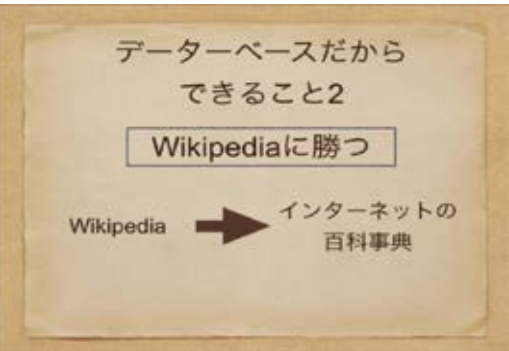 データーベースだから
できること2
Wikipediaに勝つ
Wikipedia
インターネットの
百科事典